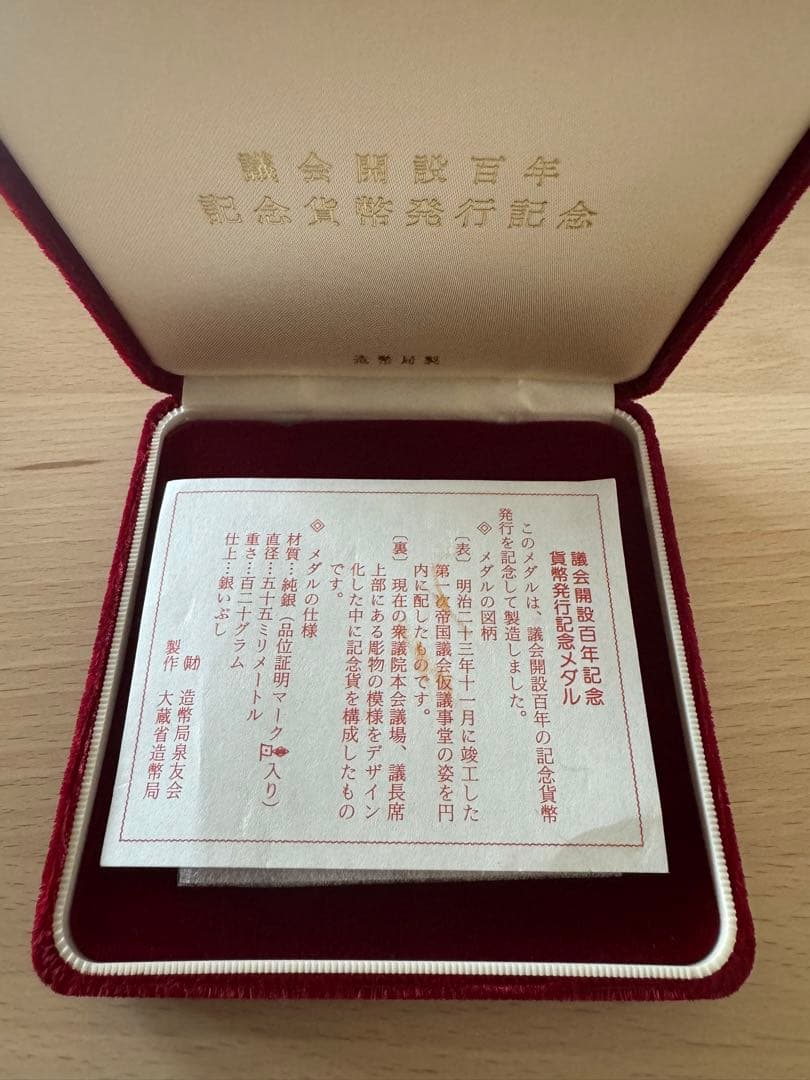 議会開設百年
記念貨幣発行記念
造幣局製
議会開設百年記念
貨幣発行記念メダル
このメダルは、議会開設百年の記念貨幣
発行を記念して製造しました。
◇ メダルの図柄
〔表〕 明治二十三年十一月に竣工した
第一次帝国議会仮議事堂の姿を円
内に配したものです。
〔裏〕 現在の衆議院本会議場、議長席
上部にある彫物の模様をデザイン
化した中に記念貨を構成したもの
です。
◇ メダルの仕様
材質…純銀(品位証明マーク入り)
直径…五十五ミリメートル
重さ…百二十グラム
仕上…銀いぶし
㈶ 造幣局泉友会
製作 大蔵省造幣局